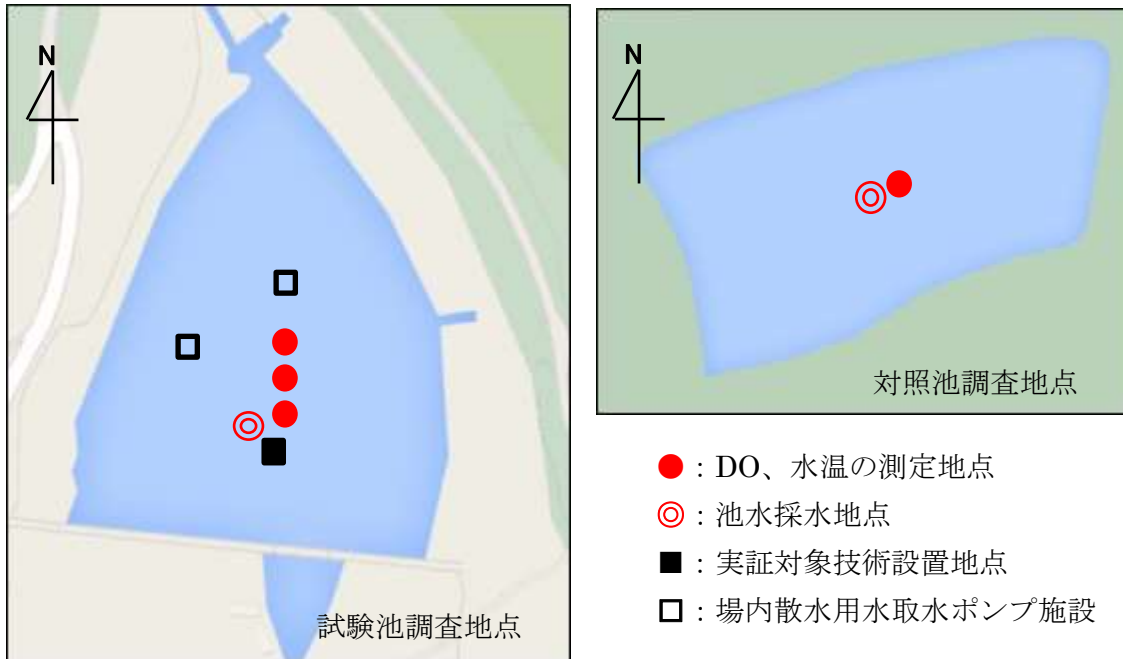 N
試験池調査地点
N
対照池調査地点
●：DO、水温の測定地点
◎：池水採水地点
■：実証対象技術設置地点
□：場内散水用水取水ポンプ施設